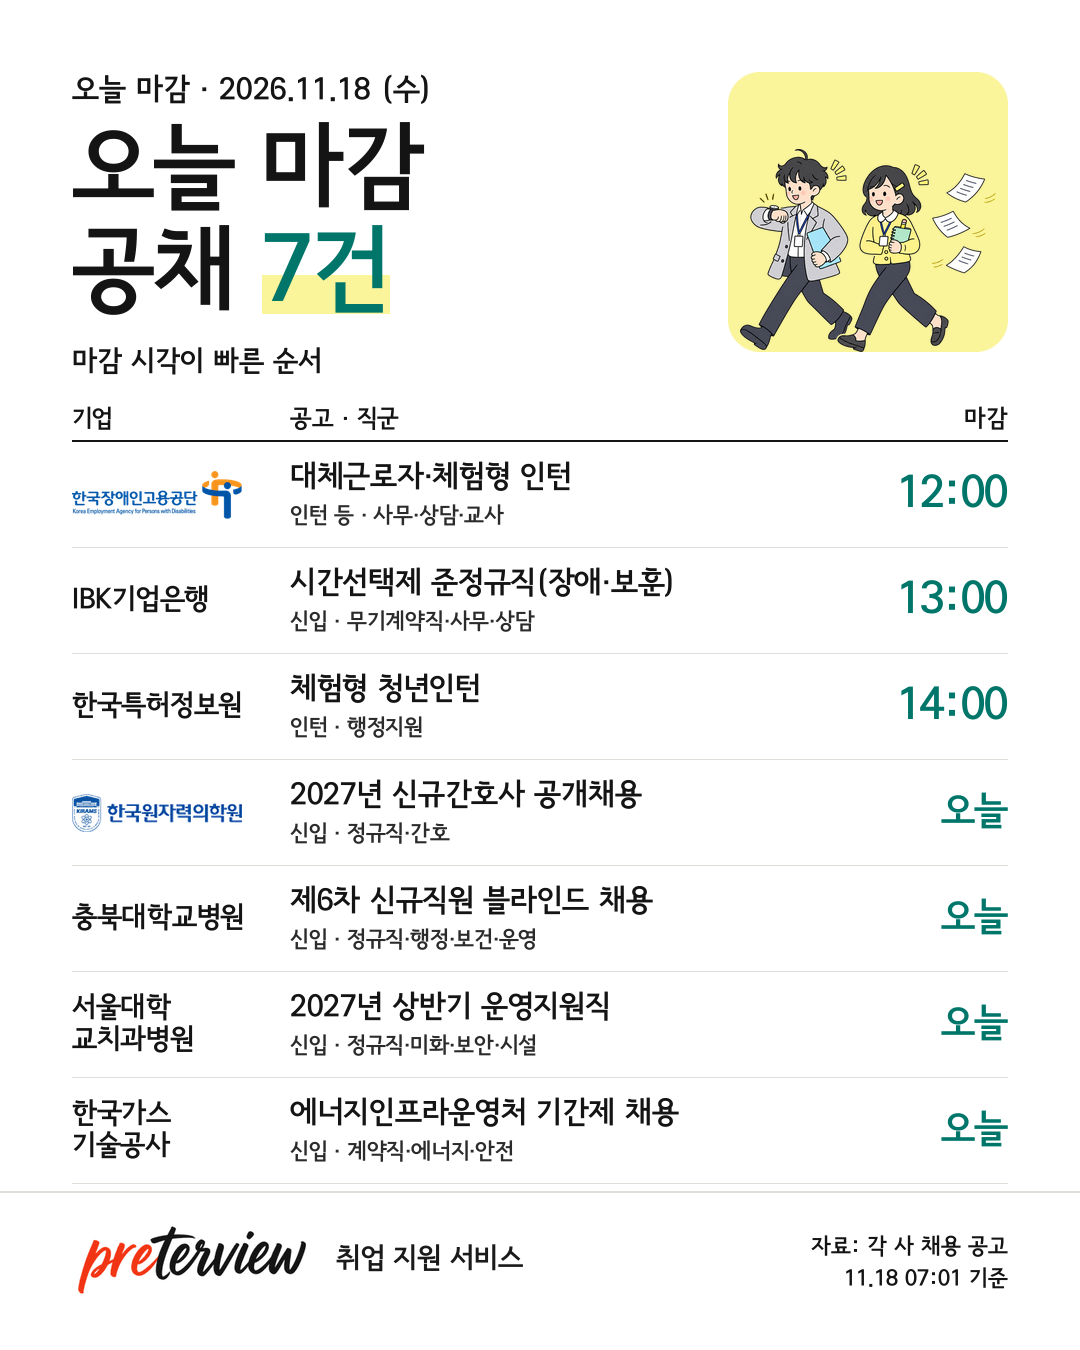 오늘 마감 · 2026.11.18 (수)
오늘 마감
공채 7건
마감 시각이 빠른 순서
기업 공고 · 직군 마감
한국장애인고용공단
Korea Employment Agency for Persons with Disabilities
대체근로자·체험형 인턴
인턴 등 · 사무·상담·교사
12:00
IBK기업은행
시간선택제 준정규직(장애·보훈)
신입 · 무기계약직·사무·상담
13:00
한국특허정보원
체험형 청년인턴
인턴 · 행정지원
14:00
KIRAMS
한국원자력의학원
2027년 신규간호사 공개채용
신입 · 정규직·간호
오늘
충북대학교병원
제6차 신규직원 블라인드 채용
신입 · 정규직·행정·보건·운영
오늘
서울대학
교치과병원
2027년 상반기 운영지원직
신입 · 정규직·미화·보안·시설
오늘
한국가스
기술공사
에너지인프라운영처 기간제 채용
신입 · 계약직·에너지·안전
오늘
preterview 취업 지원 서비스
자료: 각 사 채용 공고
11.18 07:01 기준